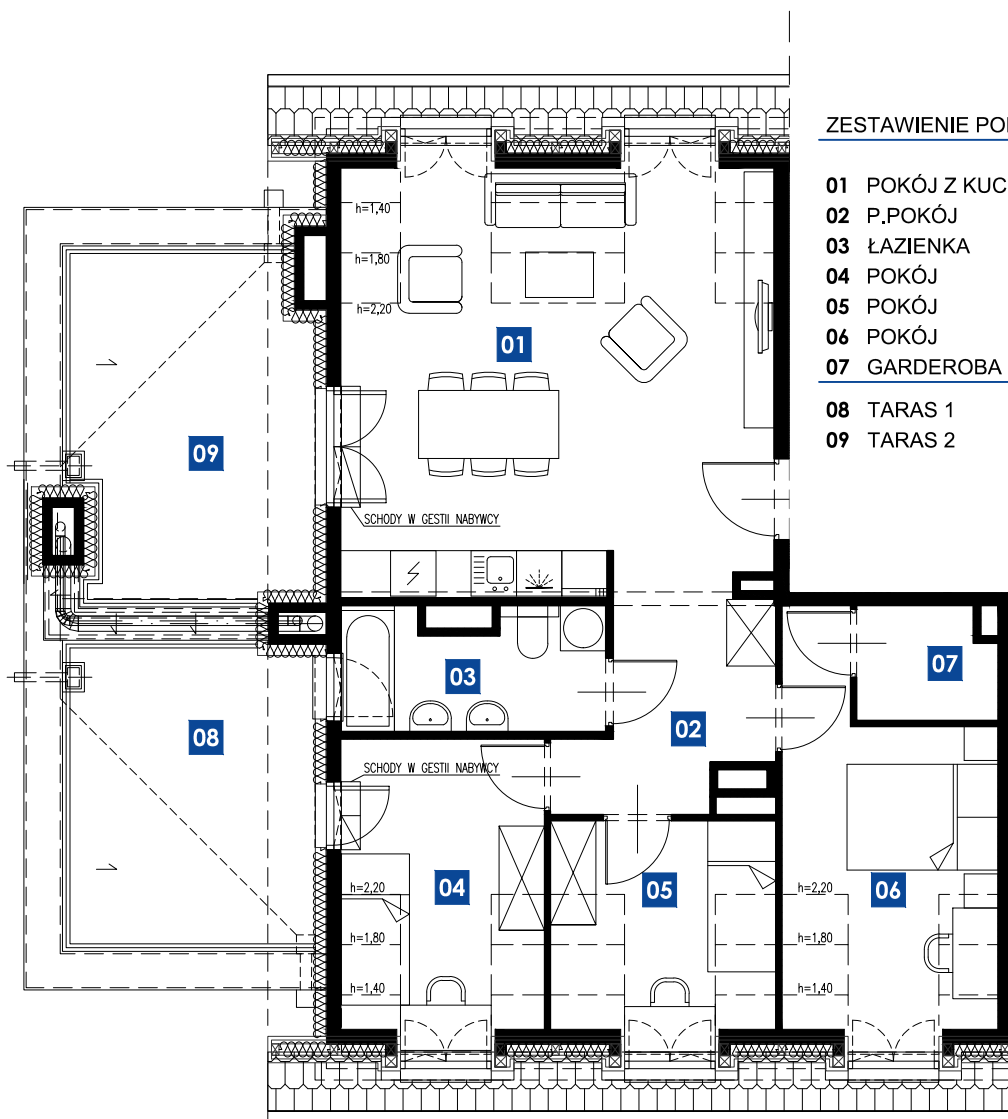 ZESTAWIENIE PO
01 POKÓJ Z KUC
02 P.POKÓJ
03 ŁAZIENKA
04 POKÓJ
05 POKÓJ
06 POKÓJ
07 GARDEROBA
08 TARAS 1
09 TARAS 2
h=1,40
h=1,80
h=2,20
01
09
SCHODY W GESTII NABYWCY
03
07
02
08
SCHODY W GESTII NABYWCY
04
05
06
h=2,20
h=2,20
h=1,80
h=1,80
h=1,40
h=1,40